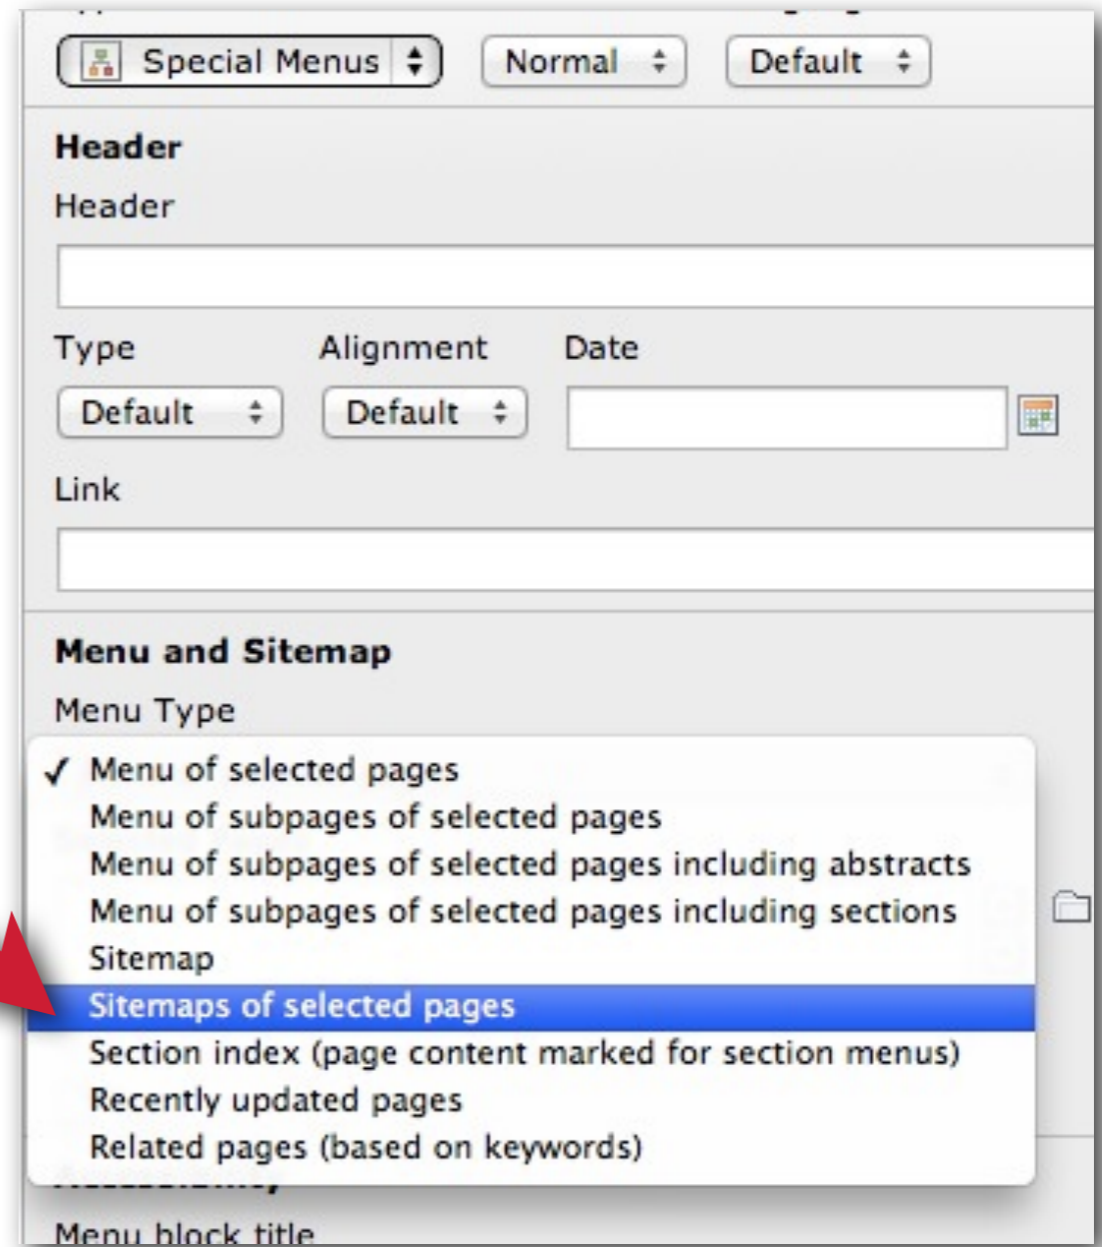 Special Menus Normal Default
Header
Header
Type Alignment Date
Default Default
Link
Menu and Sitemap
Menu Type
✓ Menu of selected pages
Menu of subpages of selected pages
Menu of subpages of selected pages including abstracts
Menu of subpages of selected pages including sections
Sitemap
Sitemaps of selected pages
Section index (page content marked for section menus)
Recently updated pages
Related pages (based on keywords)
Menu block title